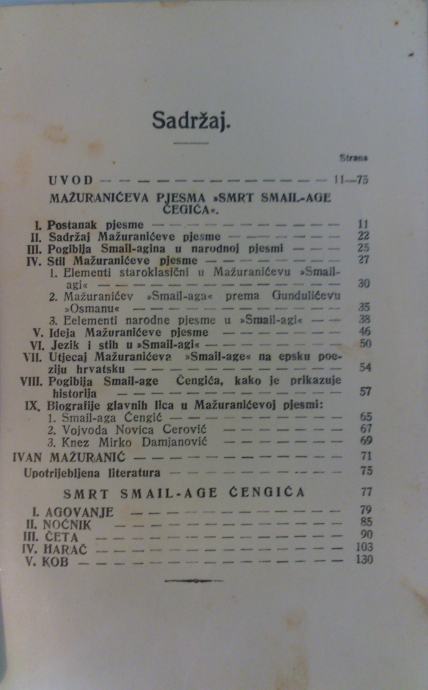 Sadržaj.
Strana
UVOD — — — — — — — — — — — — 11—75
MAŽURANIĆEVA PJESMA »SMRT SMAIL-AGE
ČEGIĆA«.
I. Postanak pjesme — — — — — — — — — 11
II. Sadržaj Mažuranićeve pjesme — — — — — — 22
III. Pogibija Smail-agina u narodnoj pjesmi — — — 25
IV. Stil Mažuranićeve pjesme — — — — — — — 27
1. Elementi staroklasični u Mažuranićevu »Smail-
agi« — — — — — — — — — — — 30
2. Mažuranićev »Smail-aga« prema Gundulićevu
»Osmanu« — — — — — — — — — 35
3. Eelementi narodne pjesme u »Smail-agi« — — 38
V. Ideja Mažuranićeve pjesme — — — — — — 46
VI. Jezik i stih u »Smail-agi« — — — — — — 50
VII. Utjecaj Mažuranićeva »Smail-age« na epsku poe-
ziju hrvatsku — — — — — — — — — 54
VIII. Pogibija Smail-age Čengića, kako je prikazuje
historija — — — — — — — — — — 57
IX. Biografije glavnih lica u Mažuranićevoj pjesmi:
1. Smail-aga Čengić — — — — — — — 65
2. Vojvoda Novica Cerović — — — — — — 67
3. Knez Mirko Damjanović — — — — — — 69
IVAN MAŽURANIĆ — — — — — — — — — 71
Upotrijebljena literatura — — — — — — — — 75
SMRT SMAIL-AGE ČENGIĆA 77
I. AGOVANJE — — — — — — — — — — 79
II. NOĆNIK — — — — — — — — — — 85
III. ČETA — — — — — — — — — — — 90
IV. HARAČ — — — — — — — — — — 103
V. KOB — — — — — — — — — — — 130